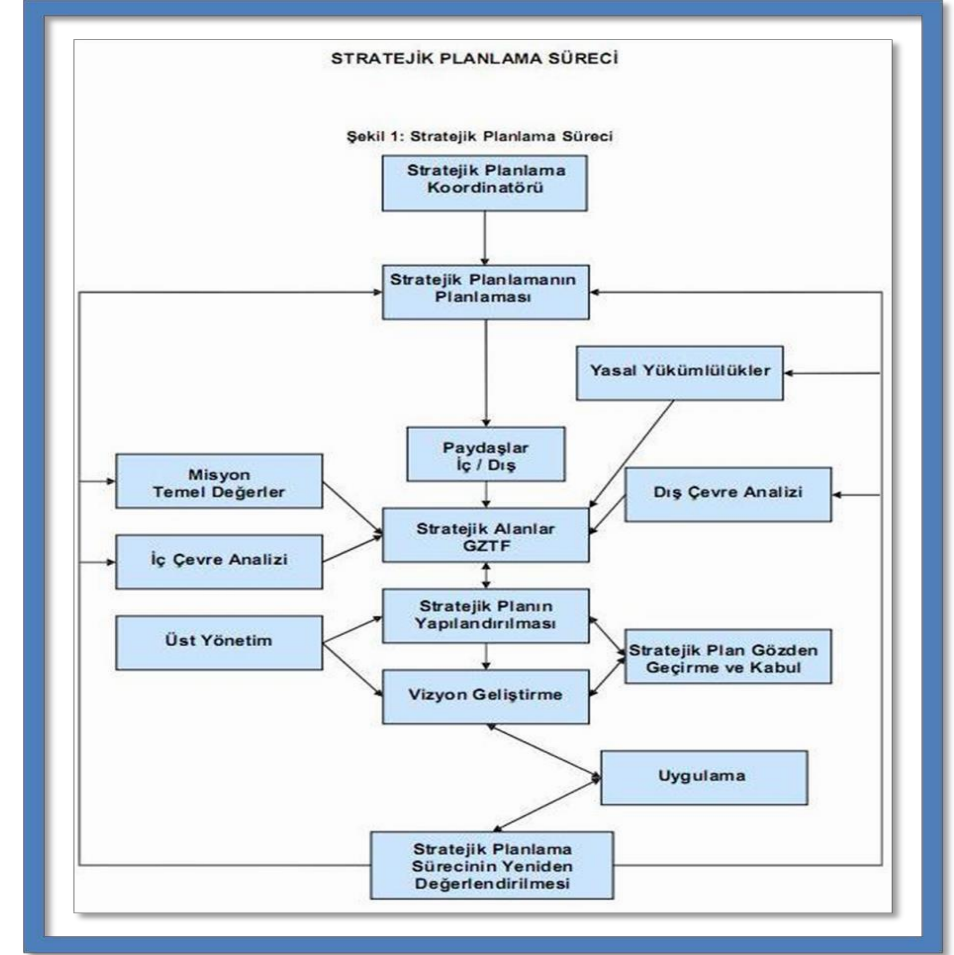 STRATEJİK PLANLAMA SÜRECİ
Şekil 1: Stratejik Planlama Süreci
Stratejik Planlama
Koordinatörü
Stratejik Planlamanın
Planlaması
Yasal Yükümlülükler
Paydaşlar
İç / Dış
Misyon
Temel Değerler
Dış Çevre Analizi
Stratejik Alanlar
GZTF
İç Çevre Analizi
Stratejik Planın
Yapılandırılması
Üst Yönetim
Stratejik Plan Gözden
Geçirme ve Kabul
Vizyon Geliştirme
Uygulama
Stratejik Planlama
Sürecinin Yeniden
Değerlendirilmesi